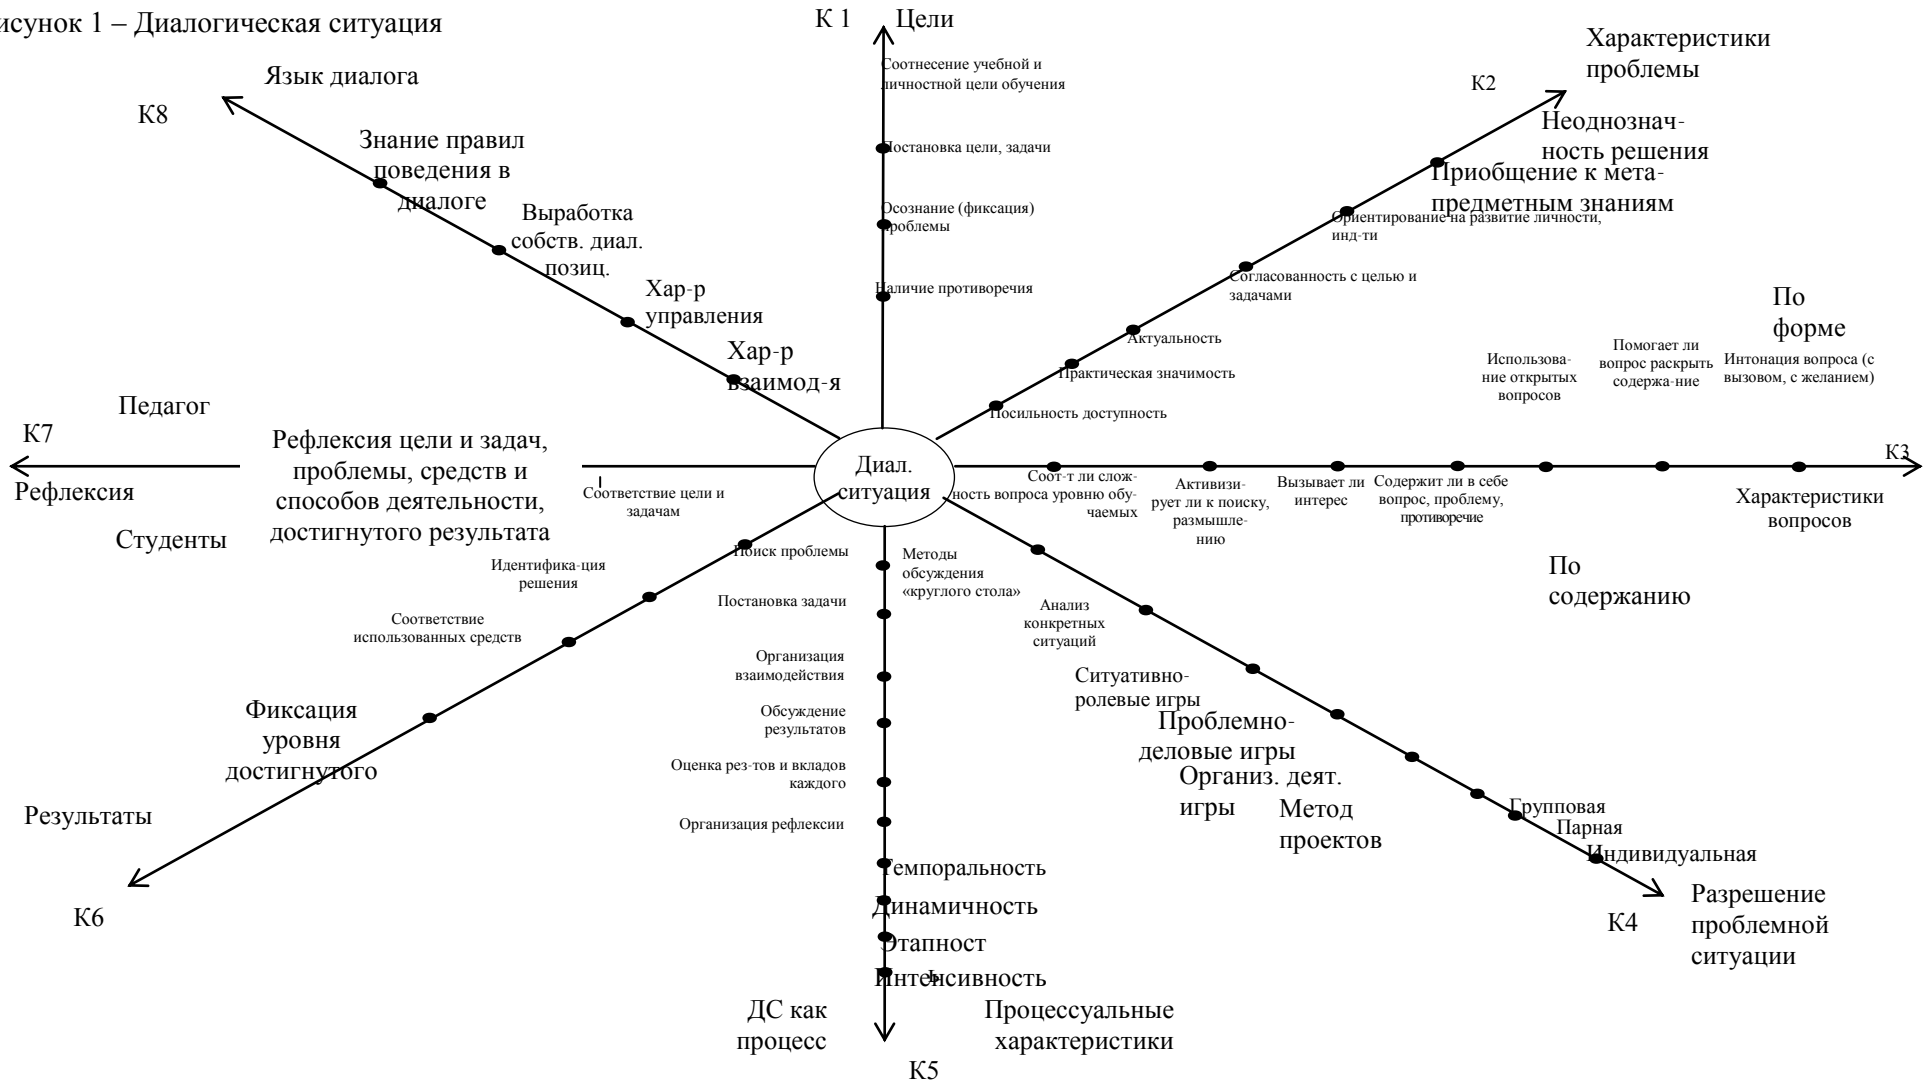 исунок 1 – Диалогическая ситуация
К 1
Цели
Соотнесение учебной и
личностной цели обучения
Постановка цели, задачи
Осознание (фиксация)
проблемы
Наличие противоречия
Характеристики
проблемы
К2
Неоднознач-
ность решения
Приобщение к мета-
предметным знаниям
Ориентирование на развитие личности,
инд-ти
Согласованность с целью и
задачами
Актуальность
Практическая значимость
Посильность доступность
По
форме
Использова-
ние открытых
вопросов
Помогает ли
вопрос раскрыть
содержа-ние
Интонация вопроса (с
вызовом, с желанием)
К3
Соот-т ли слож-
ность вопроса уровню обу-
чаемых
Активизи-
рует ли к поиску,
размышле-
нию
Вызывает ли
интерес
Содержит ли в себе
вопрос, проблему,
противоречие
Характеристики
вопросов
По
содержанию
Язык диалога
К8
Знание правил
поведения в
диалоге
Выработка
собств. диал.
позиц.
Хар-р
управления
Хар-р
взаимод-я
Диал.
ситуация
Педагог
К7
Рефлексия
Студенты
Рефлексия цели и задач,
проблемы, средств и
способов деятельности,
достигнутого результата
Соответствие цели и
задачам
Идентифика-ция
решения
Соответствие
использованных средств
Фиксация
уровня
достигнутого
Результаты
К6
Поиск проблемы
Постановка задачи
Организация
взаимодействия
Обсуждение
результатов
Оценка рез-тов и вкладов
каждого
Организация рефлексии
Темпоральность
Динамичность
Этапност
ь
Интенсивность
ДС как
процесс
Процессуальные
характеристики
К5
Методы
обсуждения
«круглого стола»
Анализ
конкретных
ситуаций
Ситуативно-
ролевые игры
Проблемно-
деловые игры
Организ. деят.
игры
Метод
проектов
Групповая
Парная
Индивидуальная
К4
Разрешение
проблемной
ситуации